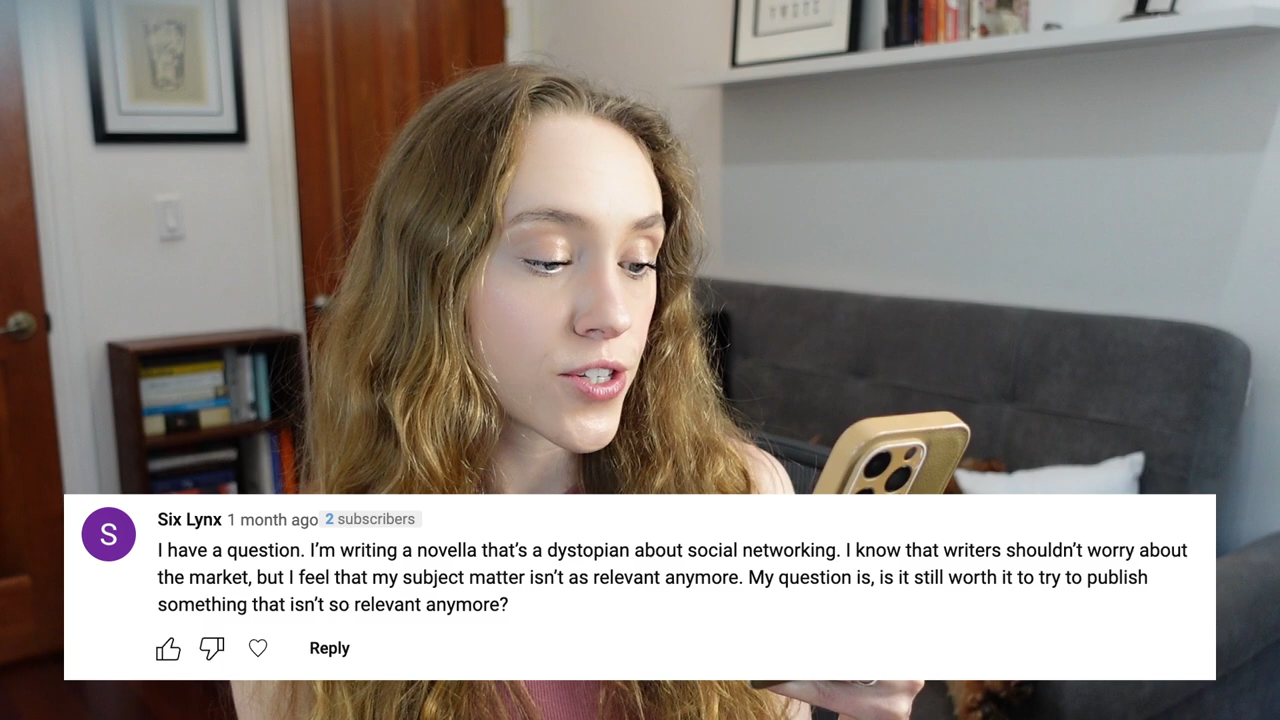 S
Six Lynx 1 month ago 2 subscribers
I have a question. I’m writing a novella that’s a dystopian about social networking. I know that writers shouldn’t worry about
the market, but I feel that my subject matter isn’t as relevant anymore. My question is, is it still worth it to try to publish
something that isn’t so relevant anymore?
Reply